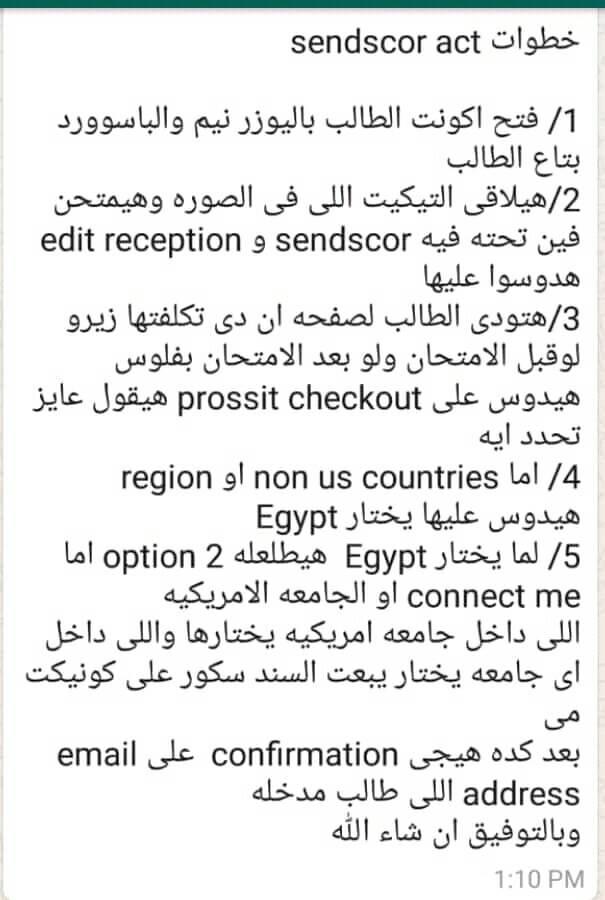 خطوات sendscor act
1/ فتح اكونت الطالب باليوزر نيم والباسوورد
بتاع الطالب
2/هيلاقى التيكيت اللى فى الصوره وهيمتحن
فين تحته فيه sendscor و edit reception
هدوسوا عليها
3/هتودى الطالب لصفحه ان دى تكلفتها زيرو
لوقبل الامتحان ولو بعد الامتحان بفلوس
هيدوس على prossit checkout هيقول عايز
تحدد ايه
4/ اما non us countries او region
هيدوس عليها يختار Egypt
5/ لما يختار Egypt هيطلعله 2 option اما
connect me او الجامعه الامريكيه
اللى داخل جامعه امريكيه يختارها واللى داخل
اى جامعه يختار يبعت السند سكور على كونيكت
مى
بعد كده هيجى confirmation على email
address اللى طالب مدخله
وبالتوفيق ان شاء الله
1:10 PM